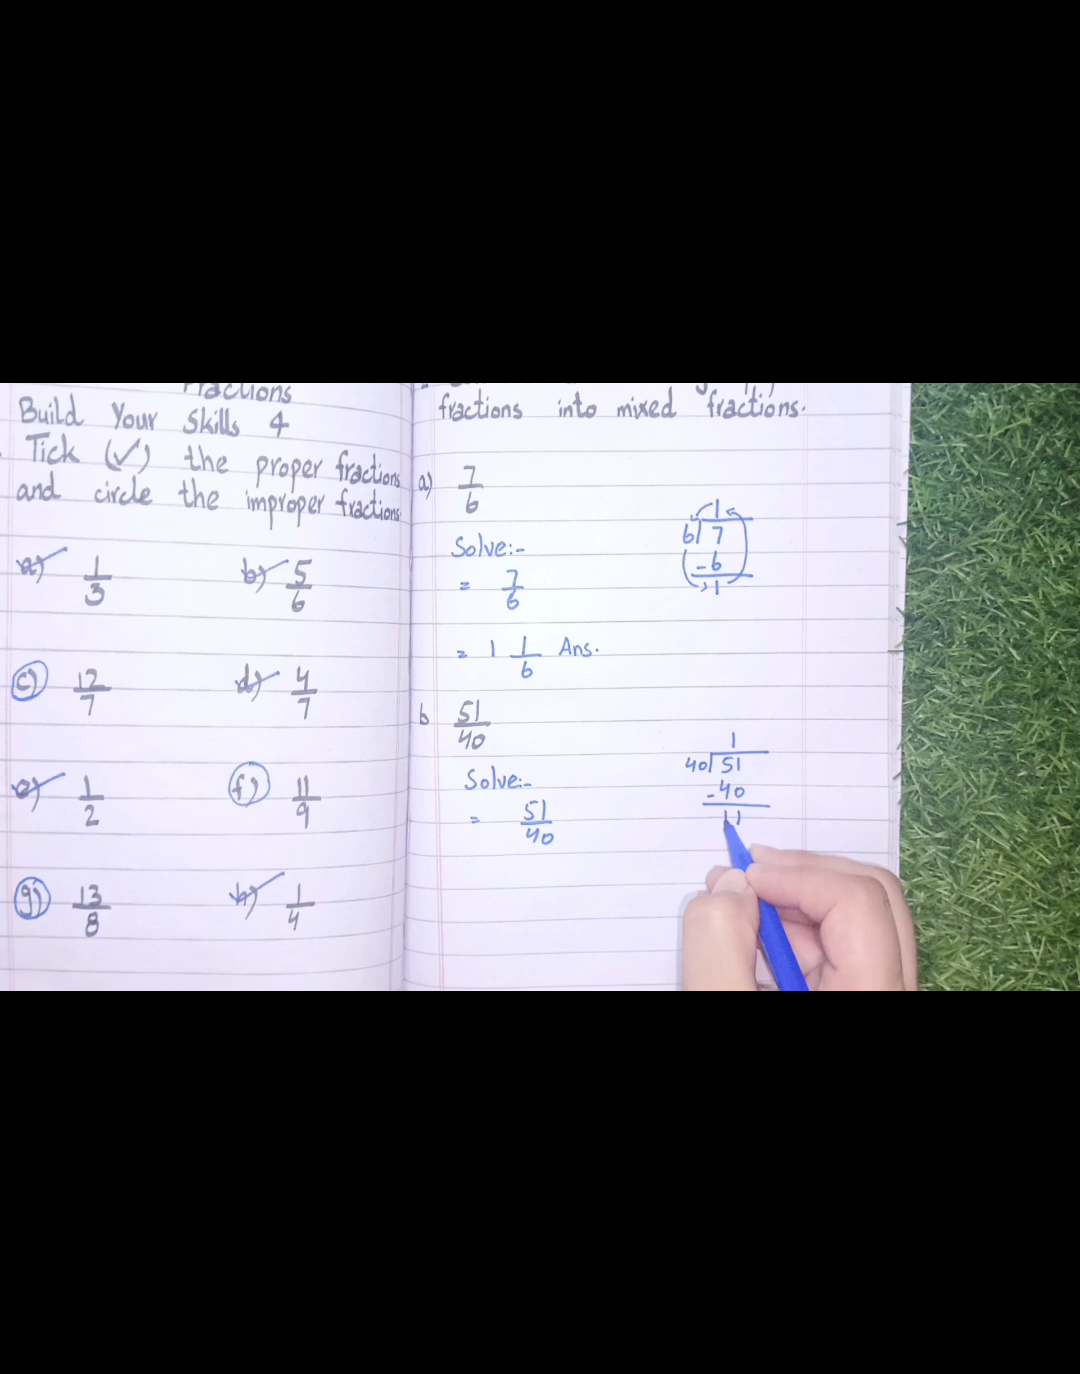 Fractions
Build Your Skills 4
Tick (✓) the proper fractions
and circle the improper fractions
a) 1/3 b) 5/6
c) 12/7 d) 4/7
e) 1/2 f) 11/9
g) 13/8 h) 1/4
fractions into mixed fractions.
a) 7/6
Solve:-
= 7/6
= 1 1/6 Ans.
1
6 7
-6
1
b 51/40
Solve:-
= 51/40
1
40 51
-40
11